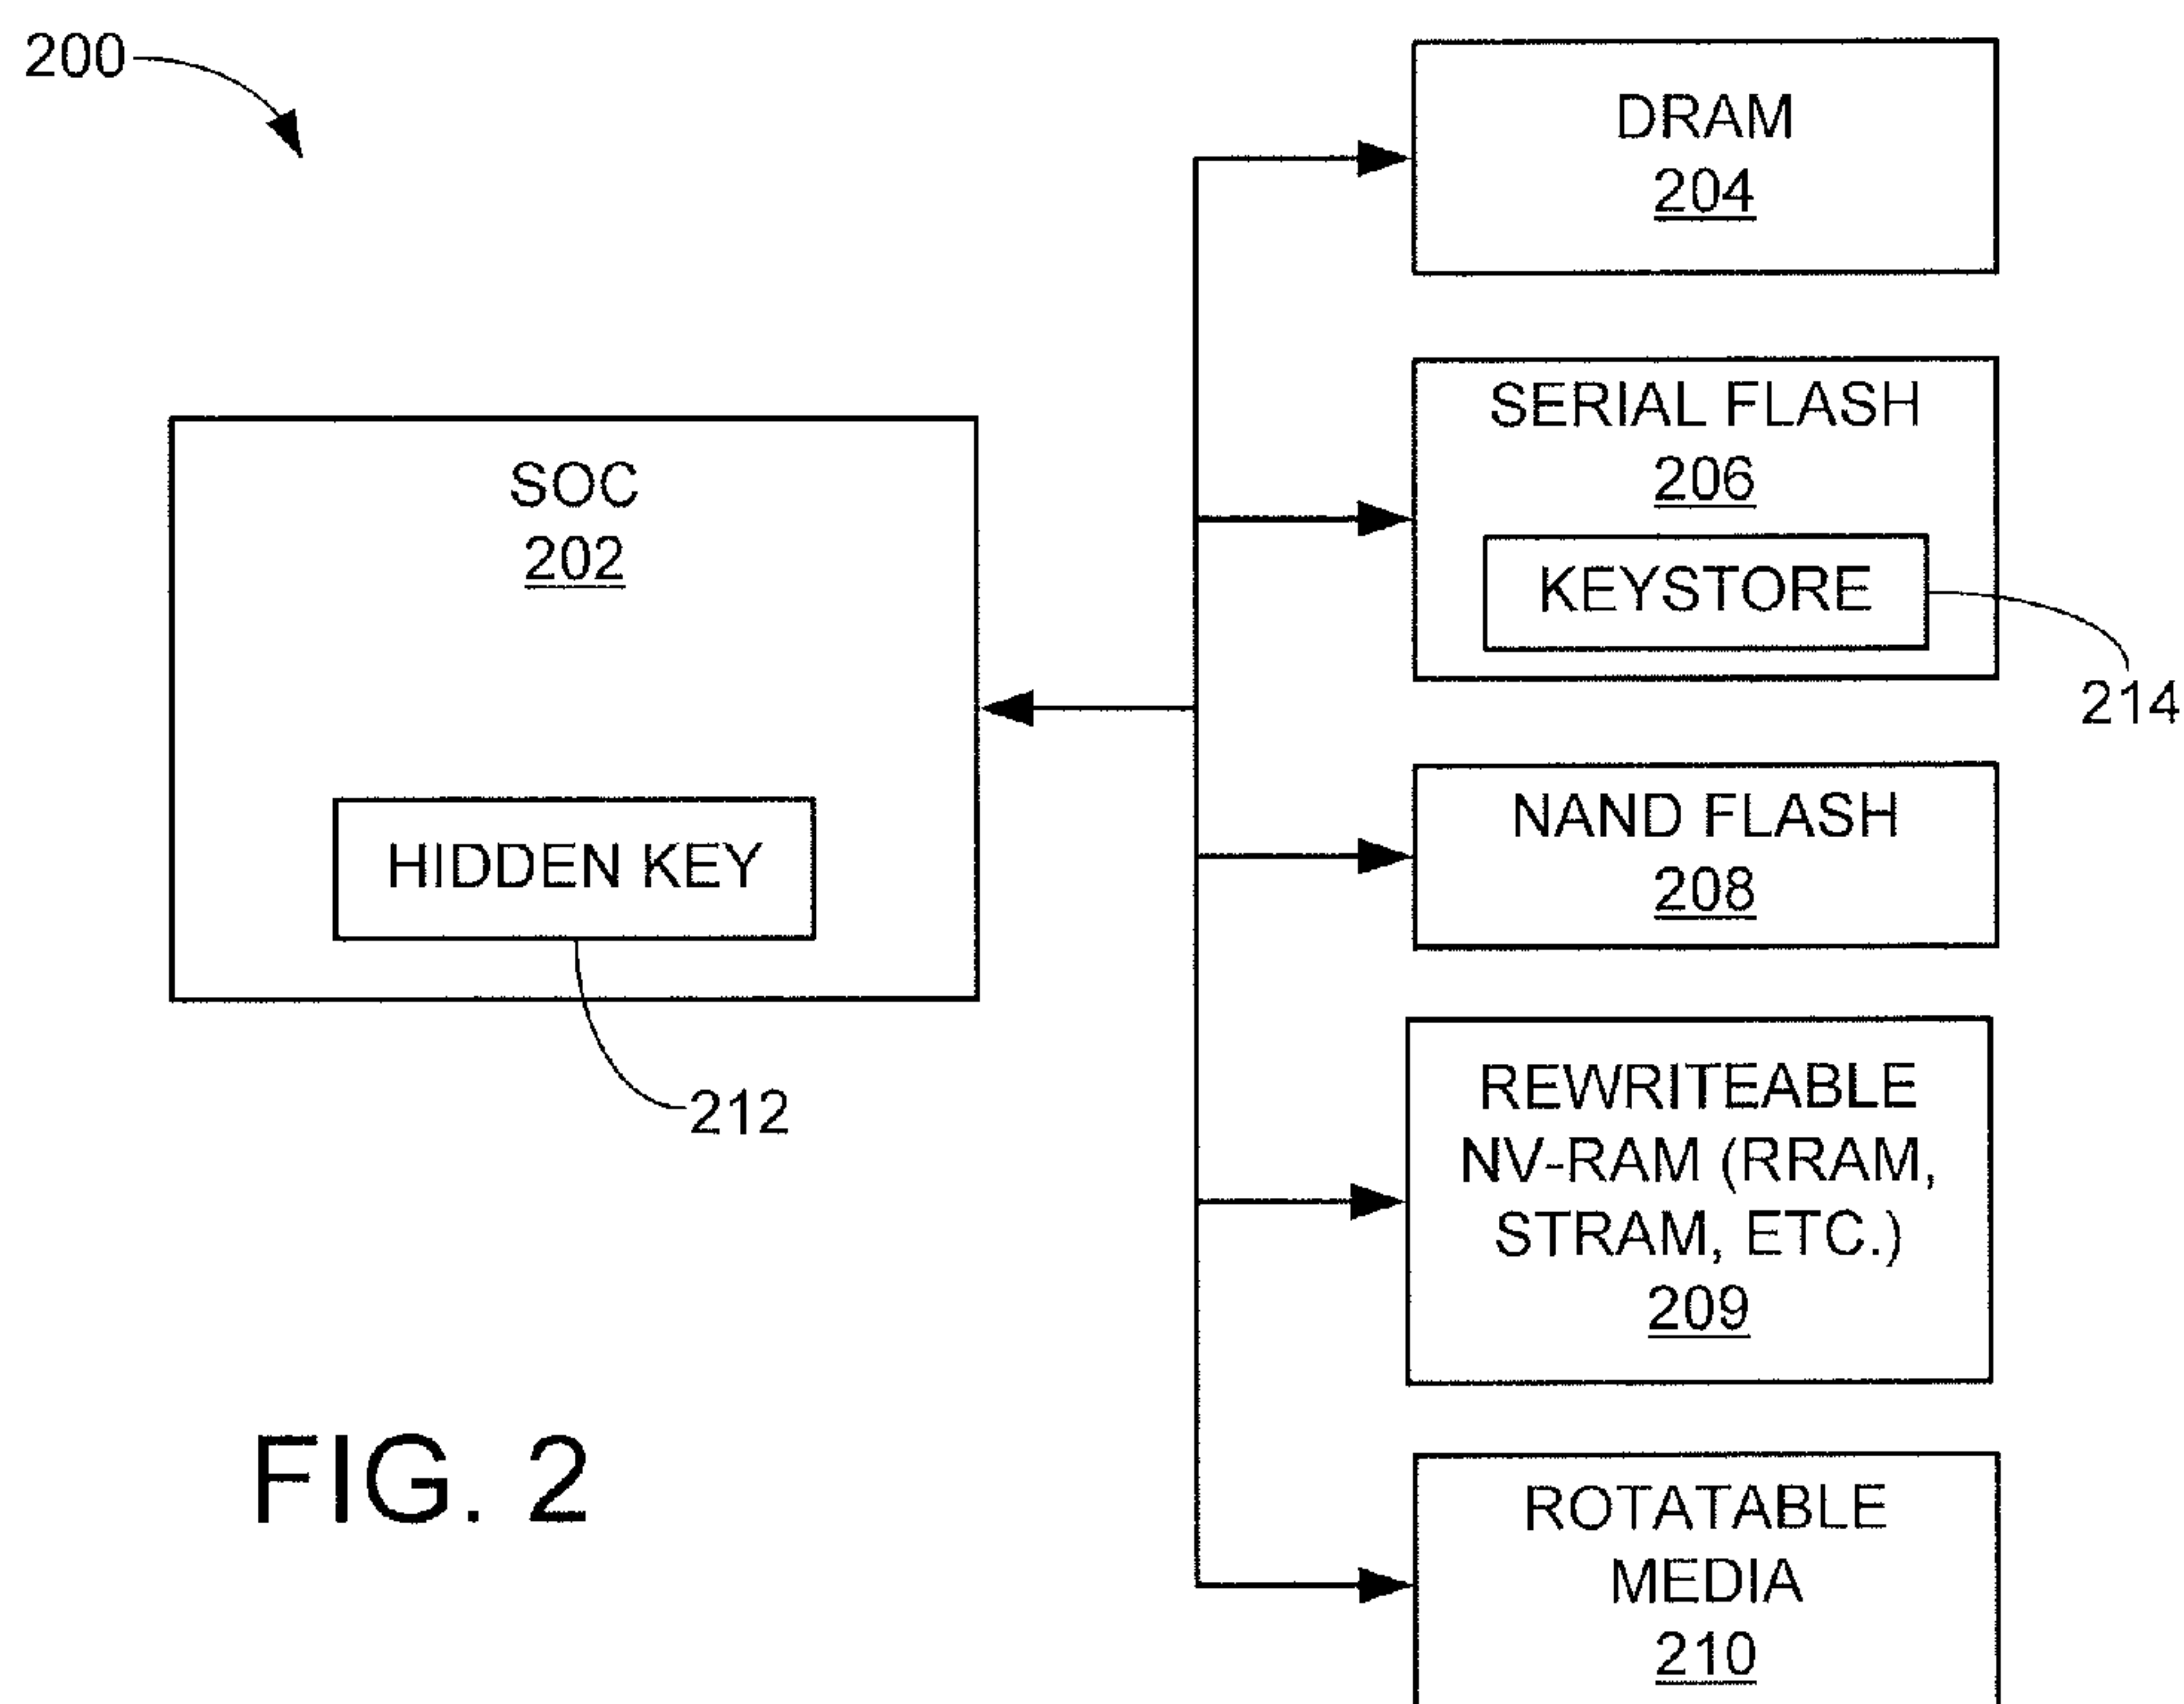 200
DRAM
204
SERIAL FLASH
206
KEYSTORE
214
SOC
202
HIDDEN KEY
212
NAND FLASH
208
REWRITEABLE
NV-RAM (RRAM,
STRAM, ETC.)
209
ROTATABLE
MEDIA
210
FIG. 2